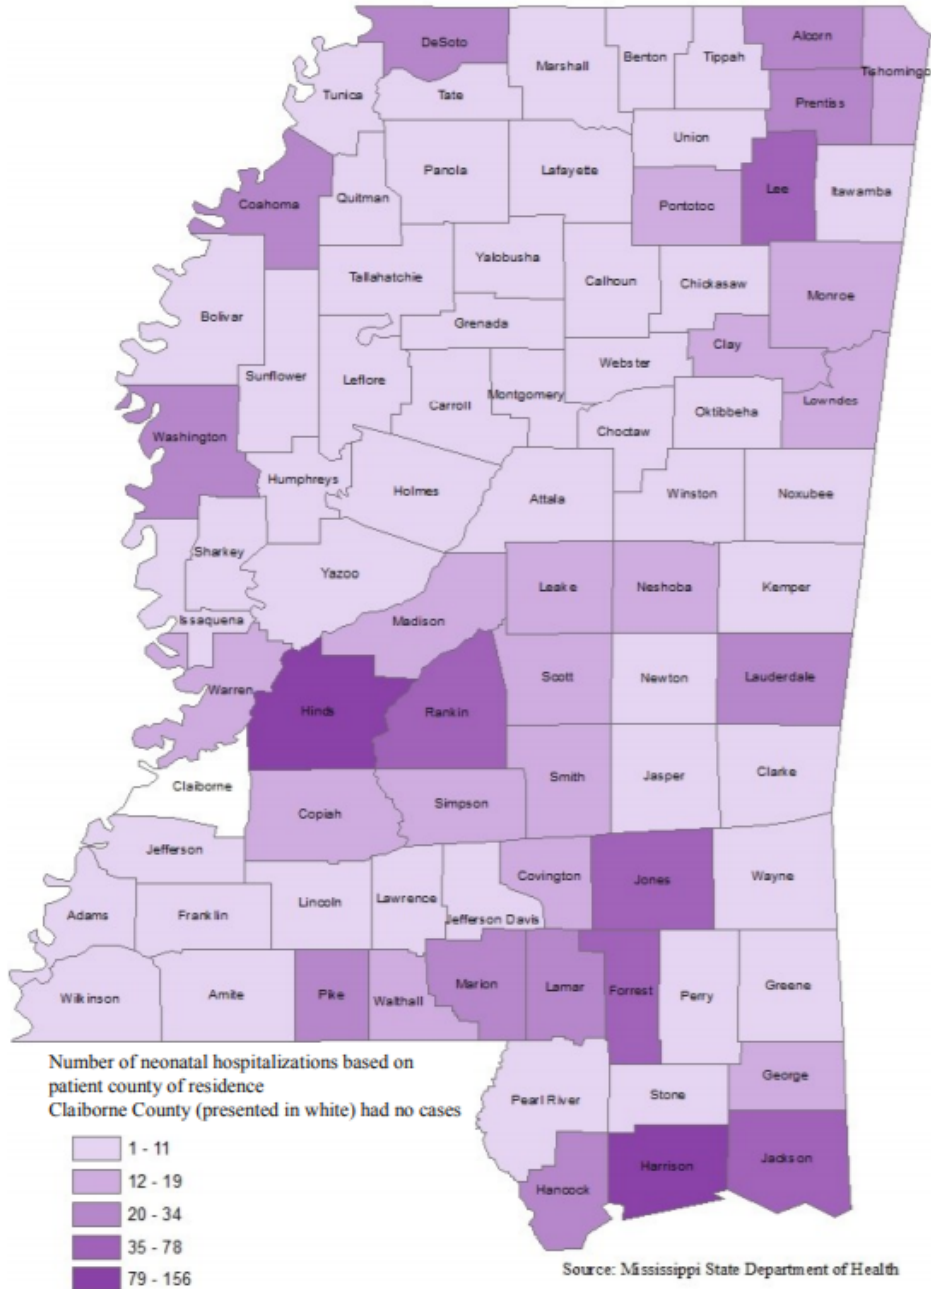 DeSoto
Marshall
Benton
Tippah
Alcorn
Tishomingo
Tunica
Tate
Prentiss
Union
Panola
Lafayette
Quitman
Coahoma
Pontotoc
Lee
Itawamba
Yalobusha
Tallahatchie
Calhoun
Chickasaw
Monroe
Bolivar
Grenada
Clay
Sunflower
Leflore
Webster
Montgomery
Carroll
Lowndes
Oktibbeha
Washington
Choctaw
Humphreys
Holmes
Attala
Winston
Noxubee
Sharkey
Yazoo
Leake
Neshoba
Kemper
Issaquena
Madison
Warren
Scott
Newton
Lauderdale
Hinds
Rankin
Smith
Jasper
Clarke
Claiborne
Copiah
Simpson
Jefferson
Covington
Jones
Wayne
Lincoln
Lawrence
Adams
Franklin
Jefferson Davis
Wilkinson
Amite
Pike
Walthall
Marion
Lamar
Forrest
Perry
Greene
Number of neonatal hospitalizations based on
patient county of residence
Claiborne County (presented in white) had no cases
George
Pearl River
Stone
Harrison
Jackson
Hancock
1 - 11
12 - 19
20 - 34
35 - 78
79 - 156
Source: Mississippi State Department of Health